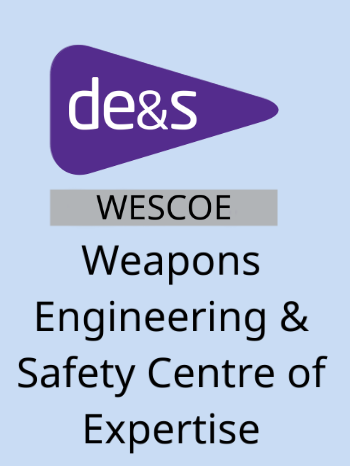 de&s
WESCOE
Weapons
Engineering &
Safety Centre of
Expertise